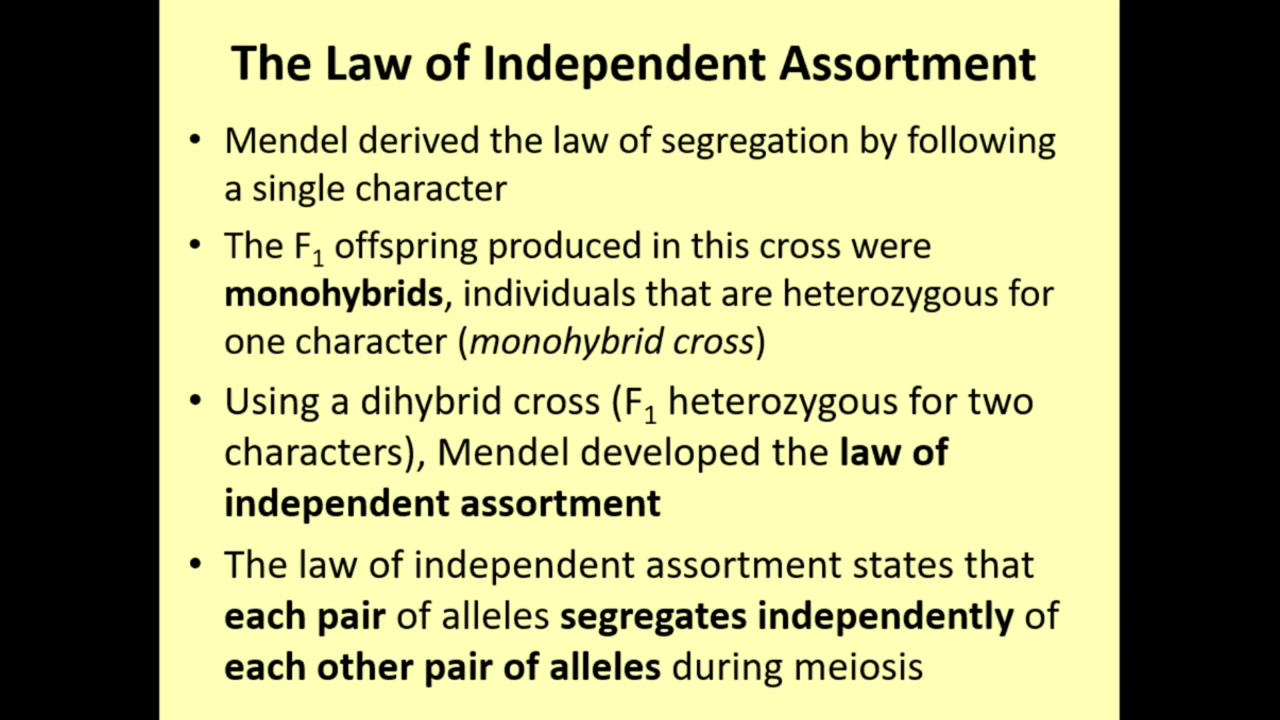 The Law of Independent Assortment
• Mendel derived the law of segregation by following
a single character
• The F₁ offspring produced in this cross were
monohybrids, individuals that are heterozygous for
one character (monohybrid cross)
• Using a dihybrid cross (F₁ heterozygous for two
characters), Mendel developed the law of
independent assortment
• The law of independent assortment states that
each pair of alleles segregates independently of
each other pair of alleles during meiosis